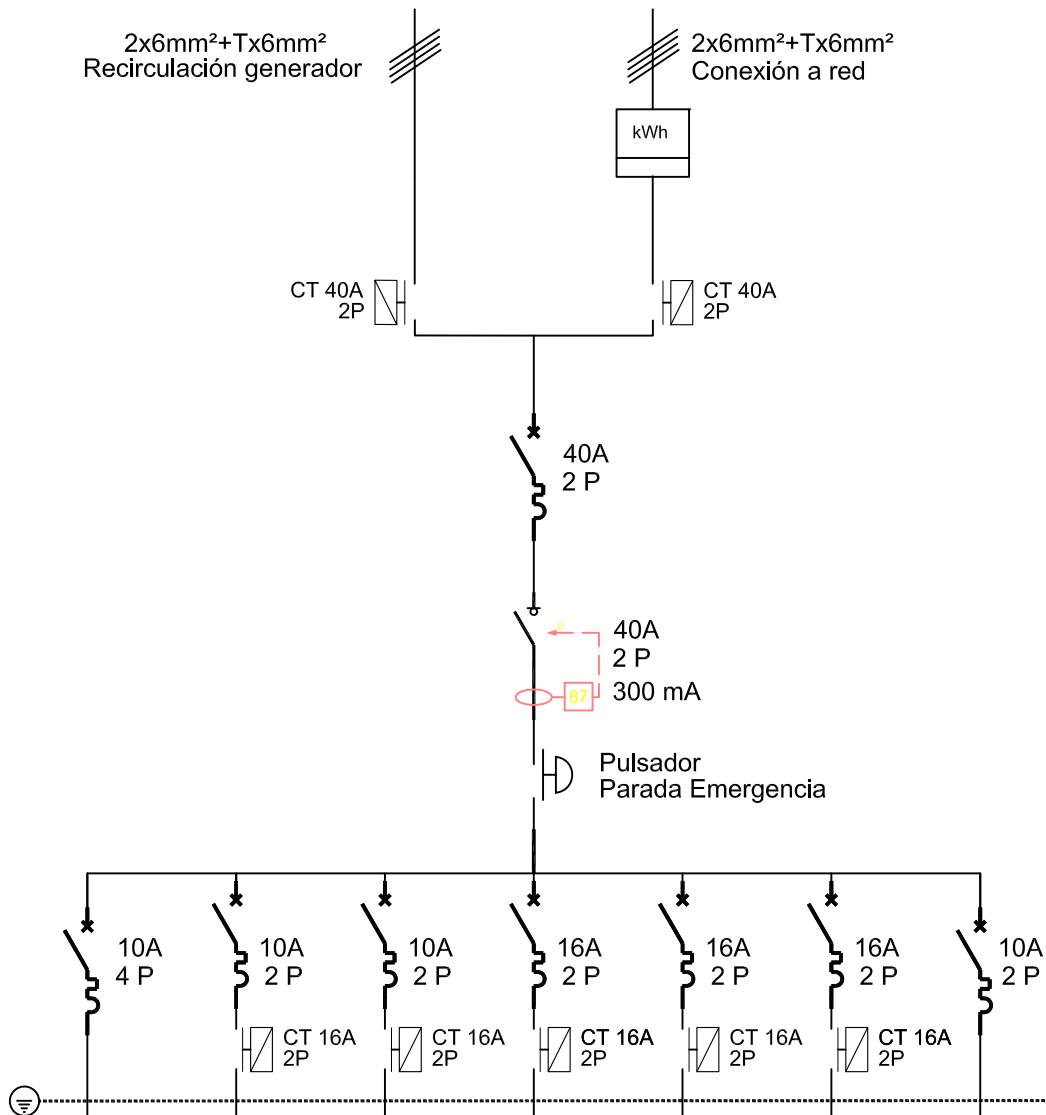 2x6mm²+Tx6mm²
Recirculación generador
2x6mm²+Tx6mm²
Conexión a red
kWh
CT 40A
2P
CT 40A
2P
40A
2 P
40A
2 P
300 mA
87
Pulsador
Parada Emergencia
10A
4 P
10A
2 P
10A
2 P
16A
2 P
16A
2 P
16A
2 P
10A
2 P
CT 16A
2P
CT 16A
2P
CT 16A
2P
CT 16A
2P
CT 16A
2P